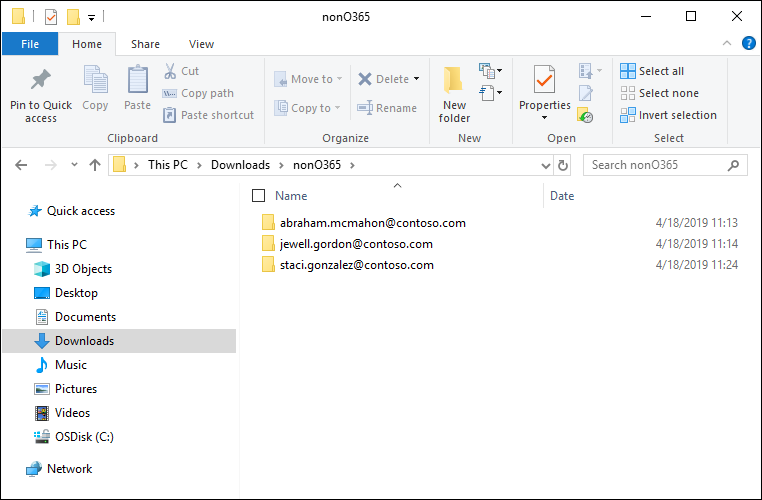 nonO365
File Home Share View
Pin to Quick access
Copy
Paste
Cut
Copy path
Paste shortcut
Clipboard
Move to
Copy to
Delete
Rename
Organize
New folder
New
Properties
Open
Select all
Select none
Invert selection
Select
This PC > Downloads > nonO365 >
Search nonO365
Name Date
Quick access
This PC
3D Objects
Desktop
Documents
Downloads
Music
Pictures
Videos
OSDisk (C:)
Network
abraham.mcmahon@contoso.com 4/18/2019 11:13
jewell.gordon@contoso.com 4/18/2019 11:14
staci.gonzalez@contoso.com 4/18/2019 11:24